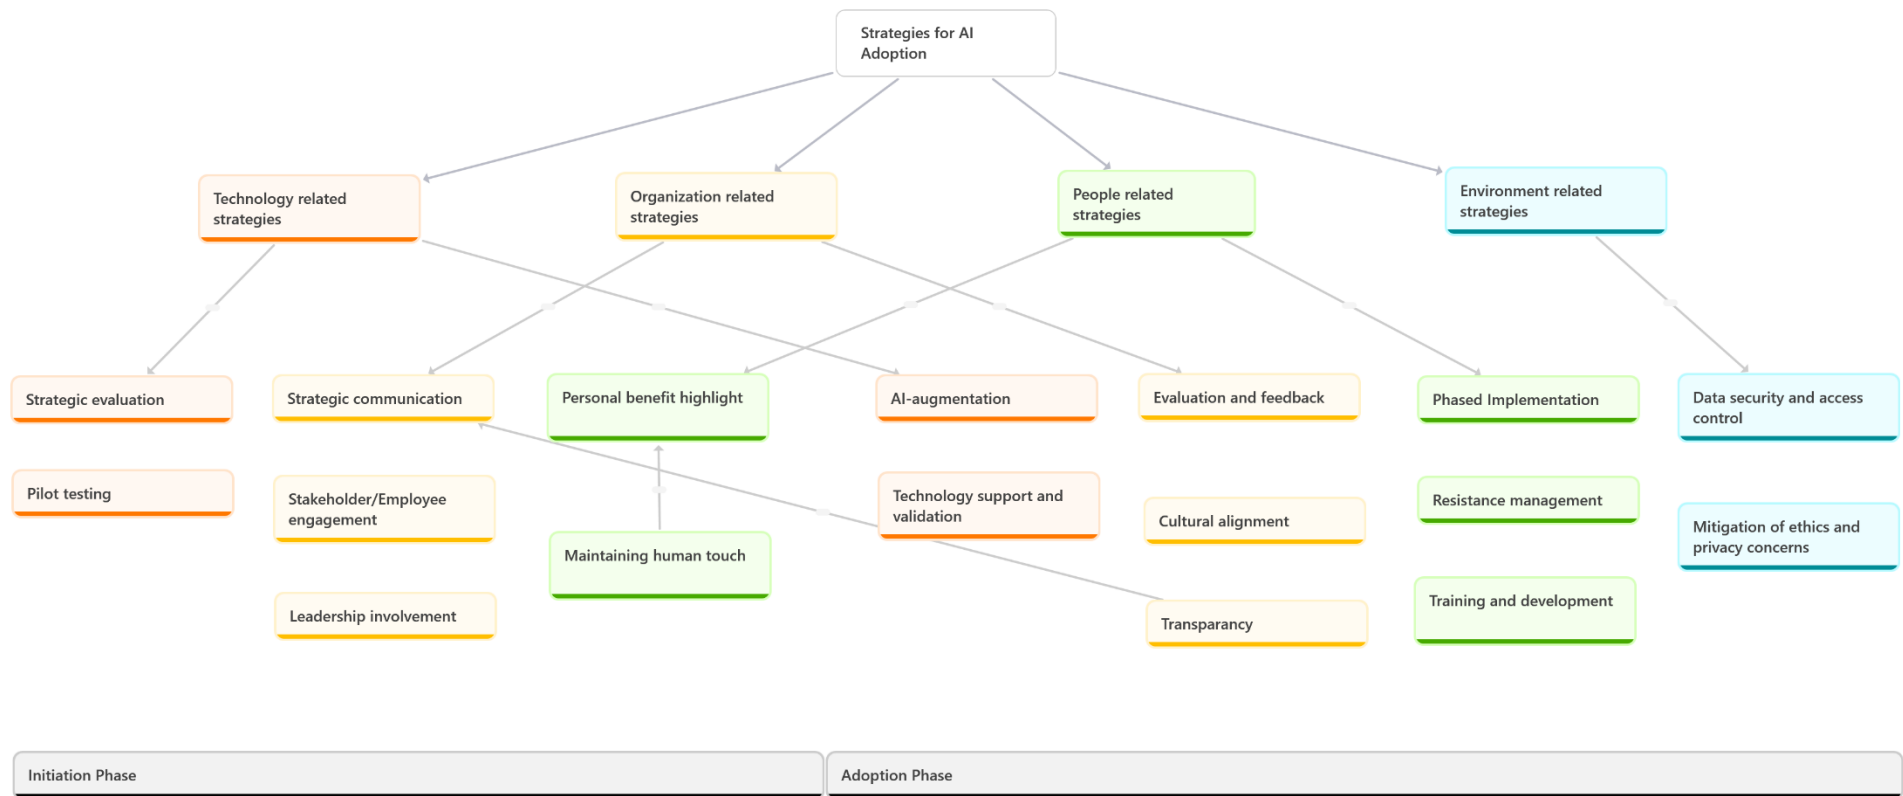 Strategies for AI
Adoption
Technology related
strategies
Organization related
strategies
People related
strategies
Environment related
strategies
Strategic evaluation
Strategic communication
Personal benefit highlight
AI-augmentation
Evaluation and feedback
Phased Implementation
Data security and access
control
Pilot testing
Stakeholder/Employee
engagement
Maintaining human touch
Technology support and
validation
Cultural alignment
Resistance management
Mitigation of ethics and
privacy concerns
Leadership involvement
Transparancy
Training and development
Initiation Phase
Adoption Phase